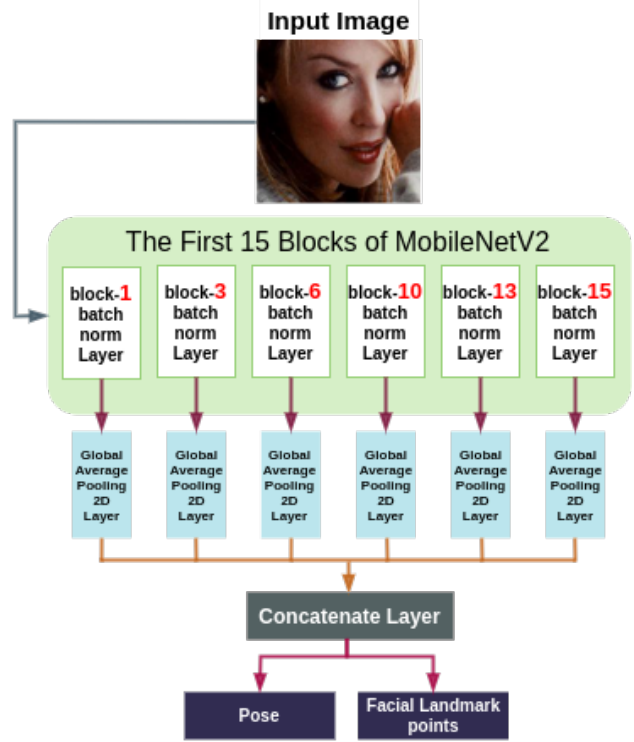 Input Image
The First 15 Blocks of MobileNetV2
block-1
batch
norm
Layer
block-3
batch
norm
Layer
block-6
batch
norm
Layer
block-10
batch
norm
Layer
block-13
batch
norm
Layer
block-15
batch
norm
Layer
Global
Average
Pooling
2D
Layer
Global
Average
Pooling
2D
Layer
Global
Average
Pooling
2D
Layer
Global
Average
Pooling
2D
Layer
Global
Average
Pooling
2D
Layer
Global
Average
Pooling
2D
Layer
Concatenate Layer
Pose
Facial Landmark
points